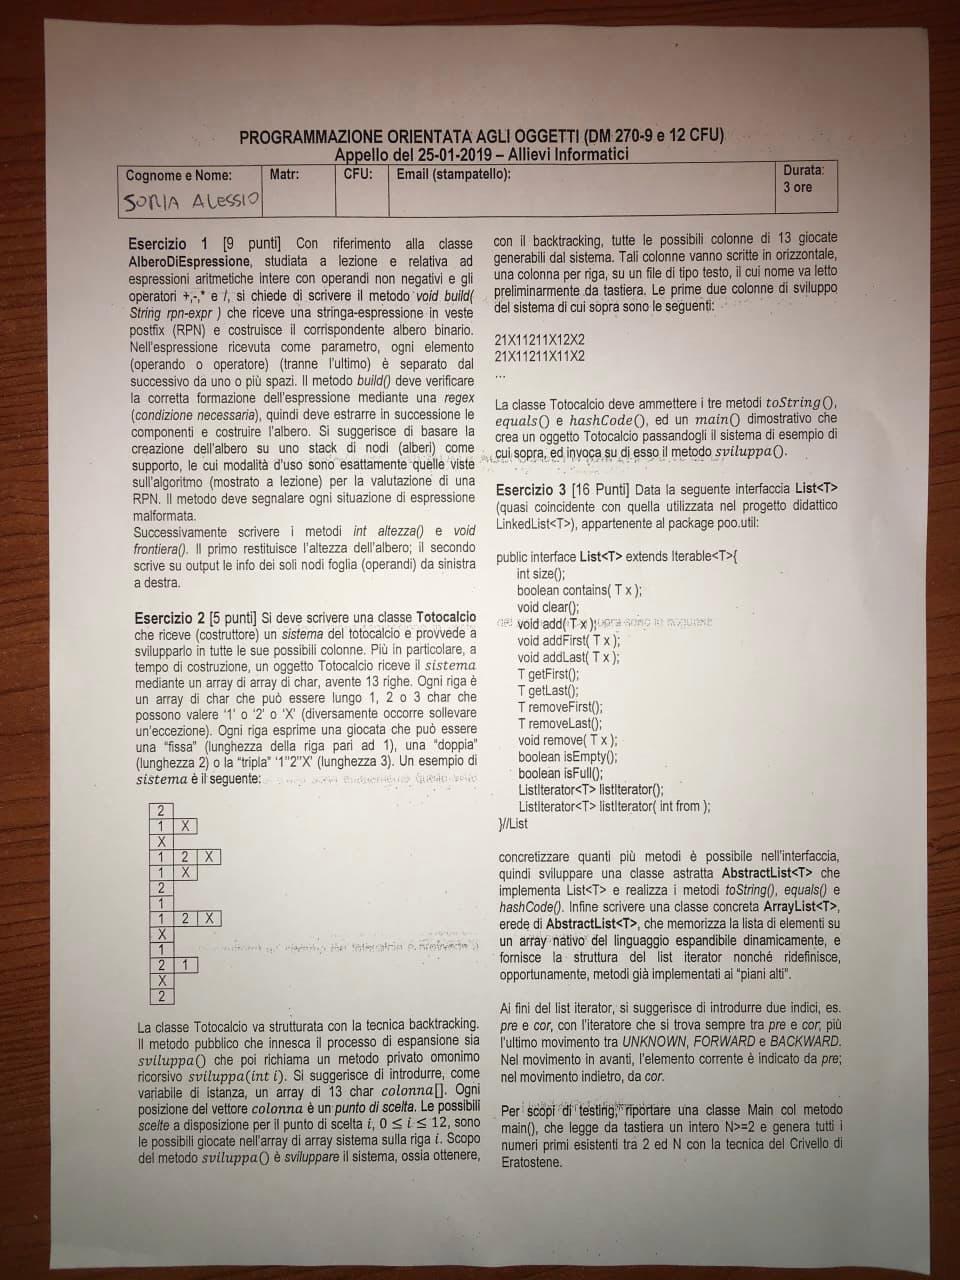 PROGRAMMAZIONE ORIENTATA AGLI OGGETTI (DM 270-9 e 12 CFU)
Appello del 25-01-2019 – Allievi Informatici
Cognome e Nome:
SORIA ALESSIO
Matr:
CFU:
Email (stampatello):
Durata:
3 ore
Esercizio 1 [9 punti] Con riferimento alla classe
AlberoDiEspressione, studiata a lezione e relativa ad
espressioni aritmetiche intere con operandi non negativi e gli
operatori +,-,* e /, si chiede di scrivere il metodo void build(
String rpn-expr ) che riceve una stringa-espressione in veste
postfix (RPN) e costruisce il corrispondente albero binario.
Nell'espressione ricevuta come parametro, ogni elemento
(operando o operatore) (tranne l'ultimo) è separato dal
successivo da uno o più spazi. Il metodo build() deve verificare
la corretta formazione dell'espressione mediante una regex
(condizione necessaria), quindi deve estrarre in successione le
componenti e costruire l'albero. Si suggerisce di basare la
creazione dell'albero su uno stack di nodi (alberi) come
supporto, le cui modalità d'uso sono esattamente quelle viste
sull'algoritmo (mostrato a lezione) per la valutazione di una
RPN. Il metodo deve segnalare ogni situazione di espressione
malformata.
Successivamente scrivere i metodi int altezza() e void
frontiera(). Il primo restituisce l'altezza dell'albero; il secondo
scrive su output le info dei soli nodi foglia (operandi) da sinistra
a destra.
Esercizio 2 [5 punti] Si deve scrivere una classe Totocalcio
che riceve (costruttore) un sistema del totocalcio e provvede a
svilupparlo in tutte le sue possibili colonne. Più in particolare, a
tempo di costruzione, un oggetto Totocalcio riceve il sistema
mediante un array di array di char, avente 13 righe. Ogni riga è
un array di char che può essere lungo 1, 2 o 3 char che
possono valere '1' o '2' o 'X' (diversamente occorre sollevare
un'eccezione). Ogni riga esprime una giocata che può essere
una "fissa" (lunghezza della riga pari ad 1), una "doppia"
(lunghezza 2) o la "tripla" '1''2''X' (lunghezza 3). Un esempio di
sistema è il seguente:
2
1 X
X
1 2 X
1 X
2
1
1 2 X
X
1
2 1
X
2
La classe Totocalcio va strutturata con la tecnica backtracking.
Il metodo pubblico che innesca il processo di espansione sia
sviluppa() che poi richiama un metodo privato omonimo
ricorsivo sviluppa(int i). Si suggerisce di introdurre, come
variabile di istanza, un array di 13 char colonna[]. Ogni
posizione del vettore colonna è un punto di scelta. Le possibili
scelte a disposizione per il punto di scelta i, 0 ≤ i ≤ 12, sono
le possibili giocate nell'array di array sistema sulla riga i. Scopo
del metodo sviluppa() è sviluppare il sistema, ossia ottenere,
con il backtracking, tutte le possibili colonne di 13 giocate
generabili dal sistema. Tali colonne vanno scritte in orizzontale,
una colonna per riga, su un file di tipo testo, il cui nome va letto
preliminarmente da tastiera. Le prime due colonne di sviluppo
del sistema di cui sopra sono le seguenti:
21X11211X12X2
21X11211X11X2
...
La classe Totocalcio deve ammettere i tre metodi toString(),
equals() e hashCode(), ed un main() dimostrativo che
crea un oggetto Totocalcio passandogli il sistema di esempio di
cui sopra, ed invoca su di esso il metodo sviluppa().
Esercizio 3 [16 Punti] Data la seguente interfaccia List<T>
(quasi coincidente con quella utilizzata nel progetto didattico
LinkedList<T>), appartenente al package poo.util:
public interface List<T> extends Iterable<T>{
int size();
boolean contains( T x );
void clear();
void add( T x );
void addFirst( T x );
void addLast( T x );
T getFirst();
T getLast();
T removeFirst();
T removeLast();
void remove( T x );
boolean isEmpty();
boolean isFull();
ListIterator<T> listIterator();
ListIterator<T> listIterator( int from );
}//List
concretizzare quanti più metodi è possibile nell'interfaccia,
quindi sviluppare una classe astratta AbstractList<T> che
implementa List<T> e realizza i metodi toString(), equals() e
hashCode(). Infine scrivere una classe concreta ArrayList<T>,
erede di AbstractList<T>, che memorizza la lista di elementi su
un array nativo del linguaggio espandibile dinamicamente, e
fornisce la struttura del list iterator nonché ridefinisce,
opportunamente, metodi già implementati ai "piani alti".
Ai fini del list iterator, si suggerisce di introdurre due indici, es.
pre e cor, con l'iteratore che si trova sempre tra pre e cor, più
l'ultimo movimento tra UNKNOWN, FORWARD e BACKWARD.
Nel movimento in avanti, l'elemento corrente è indicato da pre;
nel movimento indietro, da cor.
Per scopi di testing, riportare una classe Main col metodo
main(), che legge da tastiera un intero N>=2 e genera tutti i
numeri primi esistenti tra 2 ed N con la tecnica del Crivello di
Eratostene.